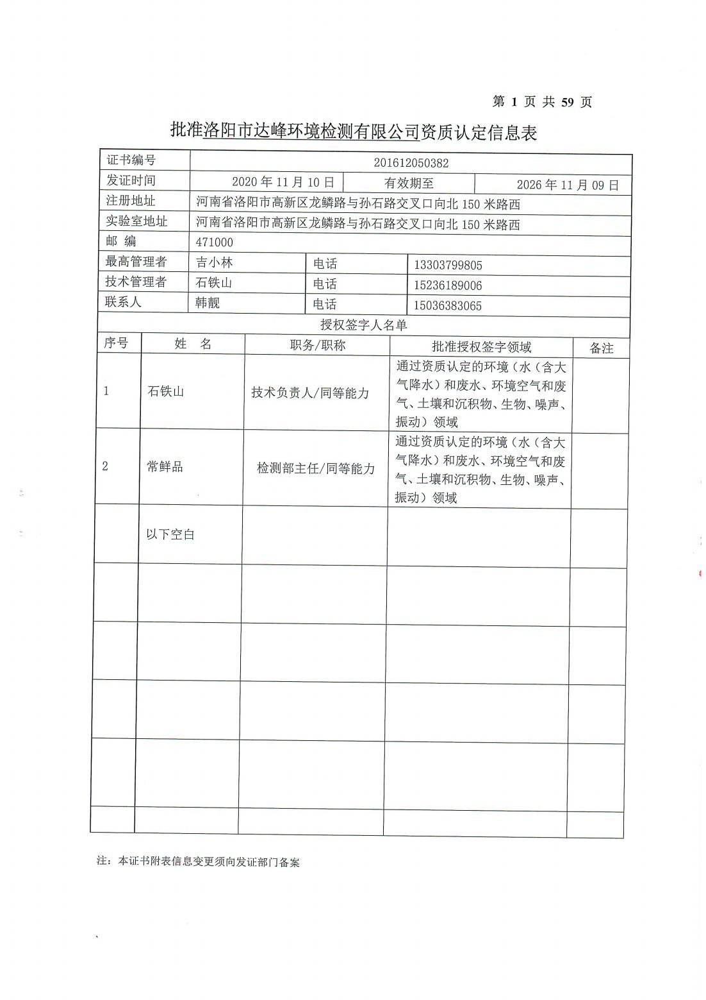 第 1 页 共 59 页
批准洛阳市达峰环境检测有限公司资质认定信息表
证书编号 201612050382
发证时间 2020 年 11 月 10 日 有效期至 2026 年 11 月 09 日
注册地址 河南省洛阳市高新区龙鳞路与孙石路交叉口向北 150 米路西
实验室地址 河南省洛阳市高新区龙鳞路与孙石路交叉口向北 150 米路西
邮 编 471000
最高管理者 吉小林 电话 13303799805
技术管理者 石铁山 电话 15236189006
联系人 韩靓 电话 15036383065
授权签字人名单
序号 姓 名 职务/职称 批准授权签字领域 备注
1 石铁山 技术负责人/同等能力
通过资质认定的环境（水（含大
气降水）和废水、环境空气和废
气、土壤和沉积物、生物、噪声、
振动）领域
2 常鲜品 检测部主任/同等能力
通过资质认定的环境（水（含大
气降水）和废水、环境空气和废
气、土壤和沉积物、生物、噪声、
振动）领域
以下空白
注：本证书附表信息变更须向发证部门备案